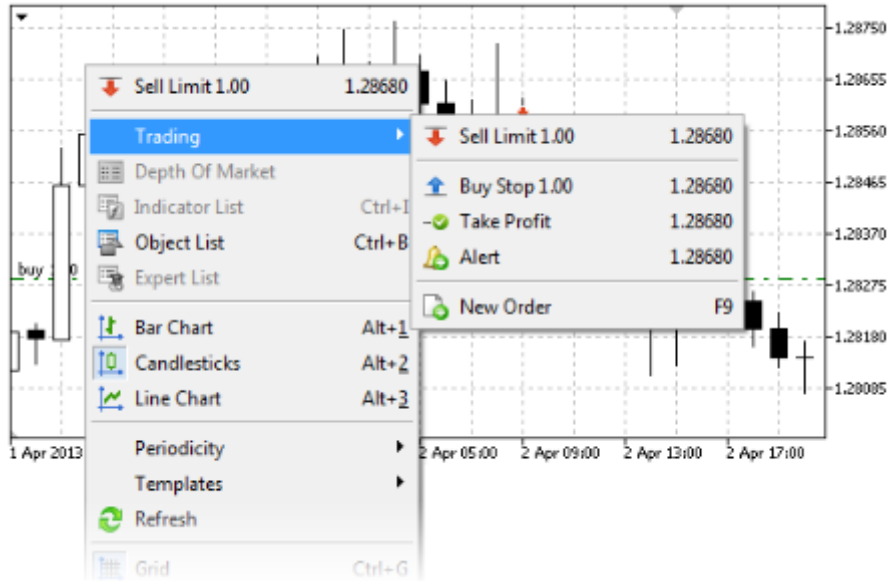 1.28750
Sell Limit 1.00 1.28680
1.28655
Trading
Sell Limit 1.00 1.28680
1.28560
Depth Of Market
Buy Stop 1.00 1.28680
1.28465
Indicator List Ctrl+I
Take Profit 1.28680
1.28370
Object List Ctrl+B
Alert 1.28680
buy
Expert List
1.28275
New Order F9
Bar Chart Alt+1
1.28180
Candlesticks Alt+2
1.28085
Line Chart Alt+3
1 Apr 2013
2 Apr 05:00 2 Apr 09:00 2 Apr 13:00 2 Apr 17:00
Periodicity
Templates
Refresh
Grid Ctrl+G